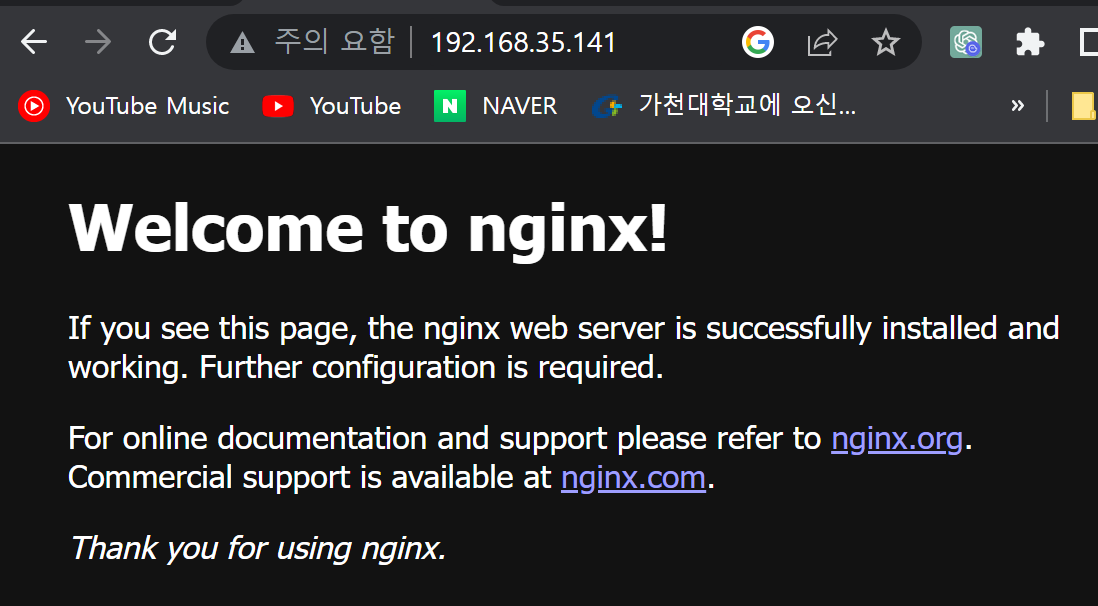 주의 요함 192.168.35.141
YouTube Music YouTube N NAVER 가천대학교에 오신... »
Welcome to nginx!
If you see this page, the nginx web server is successfully installed and
working. Further configuration is required.
For online documentation and support please refer to nginx.org.
Commercial support is available at nginx.com.
Thank you for using nginx.